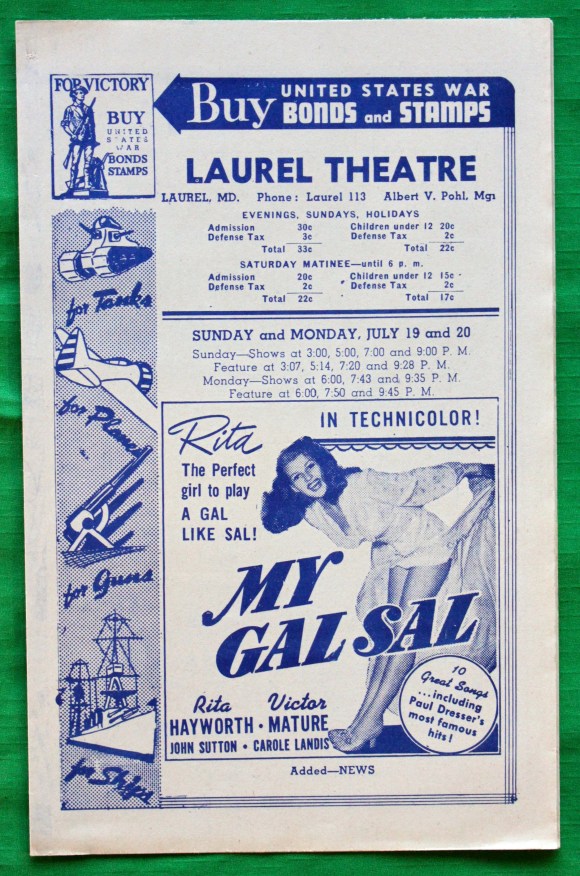 FOR VICTORY
BUY
UNITED
STATES
WAR
BONDS
STAMPS
Buy UNITED STATES WAR
BONDS and STAMPS
LAUREL THEATRE
LAUREL, MD. Phone: Laurel 113 Albert V. Pohl, Mgr
EVENINGS, SUNDAYS, HOLIDAYS
Admission 30c Children under 12 20c
Defense Tax 3c Defense Tax 2c
Total 33c Total 22c
SATURDAY MATINEE—until 6 p. m.
Admission 20c Children under 12 15c
Defense Tax 2c Defense Tax 2c
Total 22c Total 17c
SUNDAY and MONDAY, JULY 19 and 20
Sunday—Shows at 3:00, 5:00, 7:00 and 9:00 P. M.
Feature at 3:07, 5:14, 7:20 and 9:28 P. M.
Monday—Shows at 6:00, 7:43 and 9:35 P. M.
Feature at 6:00, 7:50 and 9:45 P. M.
for Tanks
for Planes
for Guns
for Ships
IN TECHNICOLOR!
Rita
The Perfect
girl to play
A GAL
LIKE SAL!
MY
GAL SAL
Rita Victor
HAYWORTH • MATURE
JOHN SUTTON • CAROLE LANDIS
10
Great Songs
...including
Paul Dresser's
most famous
hits!
Added—NEWS